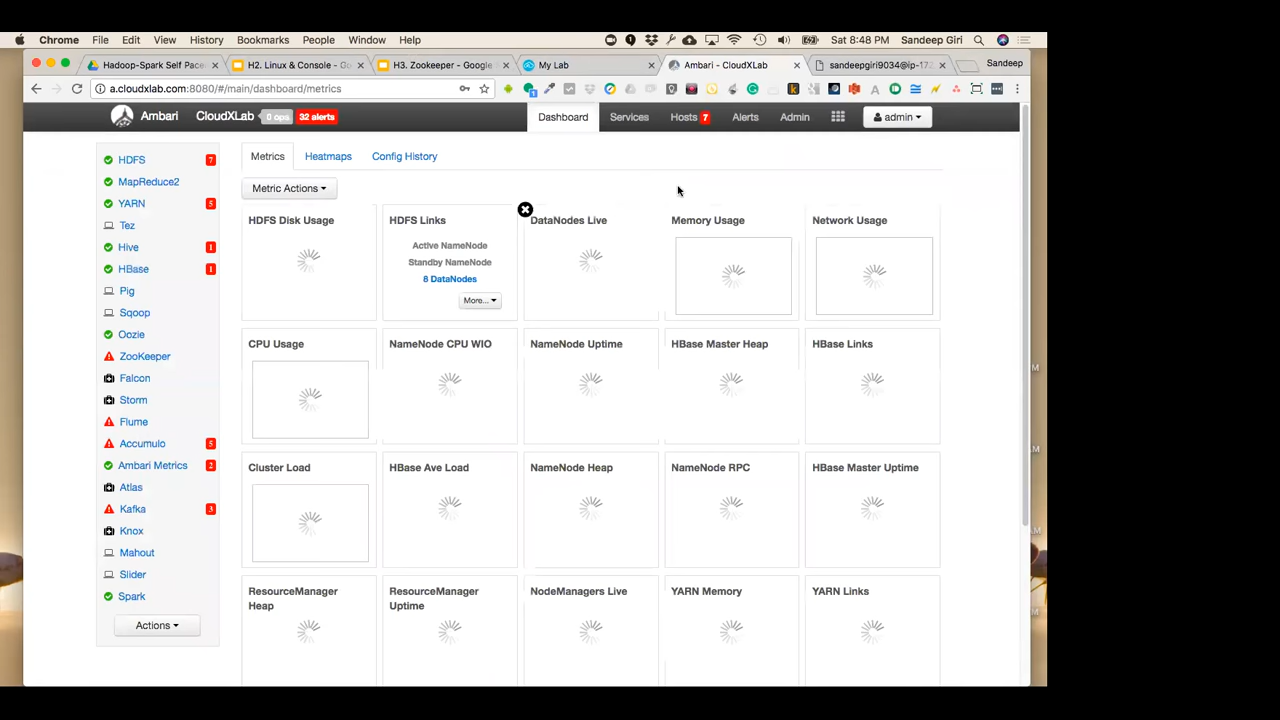 Chrome File Edit View History Bookmarks People Window Help Sat 8:48 PM Sandeep Giri
Hadoop-Spark Self Pace H2. Linux & Console - Go H3. Zookeeper - Google My Lab Ambari - CloudXLab sandeepgiri9034@ip-172 Sandeep
a.cloudxlab.com:8080/#/main/dashboard/metrics
Ambari CloudXLab 0 ops 32 alerts Dashboard Services Hosts 7 Alerts Admin admin
HDFS 7
MapReduce2
YARN 5
Tez
Hive 1
HBase 1
Pig
Sqoop
Oozie
ZooKeeper
Falcon
Storm
Flume
Accumulo 5
Ambari Metrics 2
Atlas
Kafka 3
Knox
Mahout
Slider
Spark
Actions
Metrics Heatmaps Config History
Metric Actions
HDFS Disk Usage HDFS Links DataNodes Live Memory Usage Network Usage
Active NameNode
Standby NameNode
8 DataNodes
More...
CPU Usage NameNode CPU WIO NameNode Uptime HBase Master Heap HBase Links
Cluster Load HBase Ave Load NameNode Heap NameNode RPC HBase Master Uptime
ResourceManager Heap ResourceManager Uptime NodeManagers Live YARN Memory YARN Links